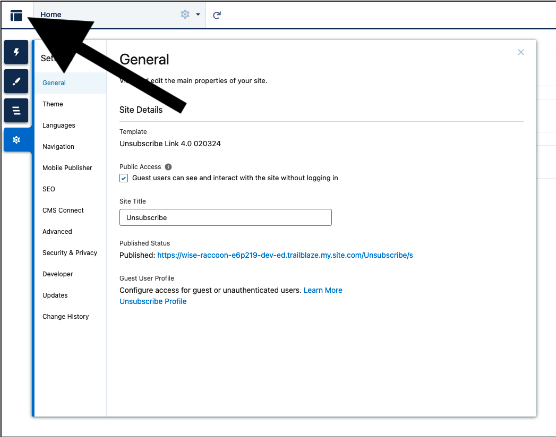 Home
Set
General
Theme
Languages
Navigation
Mobile Publisher
SEO
CMS Connect
Advanced
Security & Privacy
Developer
Updates
Change History
General
edit the main properties of your site.
Site Details
Template
Unsubscribe Link 4.0 020324
Public Access
Guest users can see and interact with the site without logging in
Site Title
Unsubscribe
Published Status
Published: https://wise-raccoon-e6p219-dev-ed.trailblaze.my.site.com/Unsubscribe/s
Guest User Profile
Configure access for guest or unauthenticated users. Learn More
Unsubscribe Profile